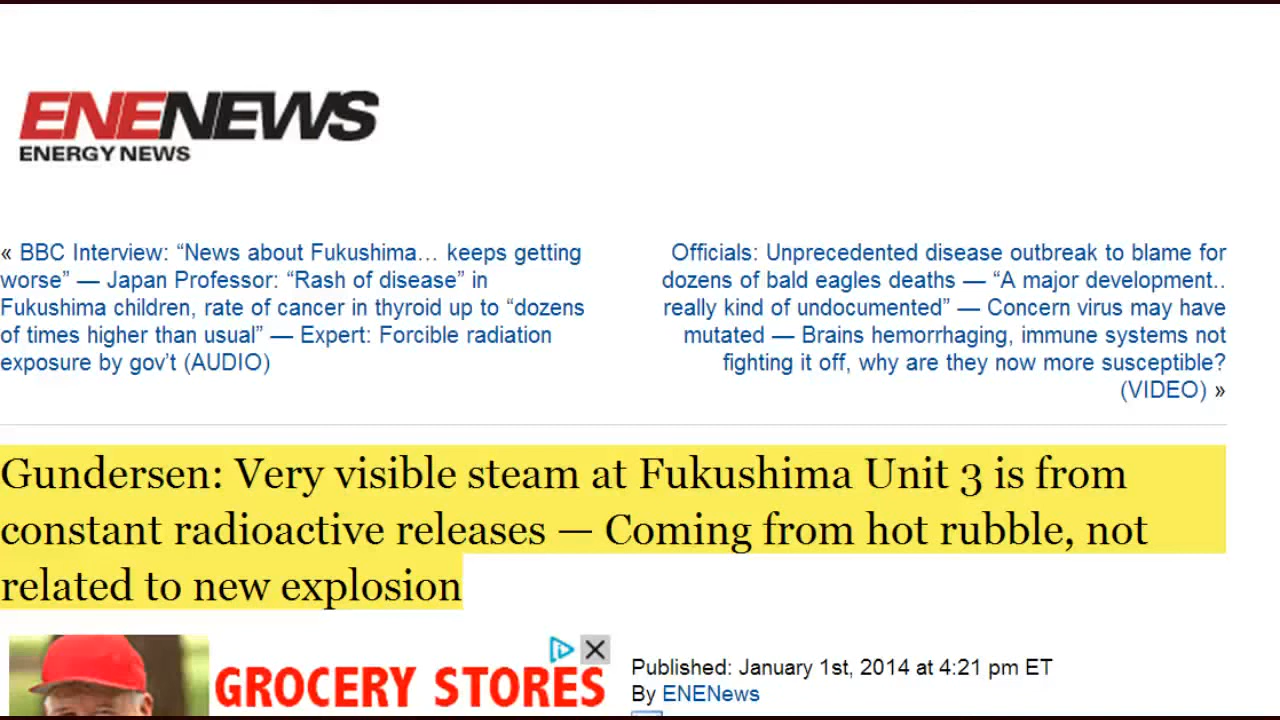 ENENEWS
ENERGY NEWS
« BBC Interview: “News about Fukushima… keeps getting
worse” — Japan Professor: “Rash of disease” in
Fukushima children, rate of cancer in thyroid up to “dozens
of times higher than usual” — Expert: Forcible radiation
exposure by gov’t (AUDIO)
Officials: Unprecedented disease outbreak to blame for
dozens of bald eagles deaths — “A major development..
really kind of undocumented” — Concern virus may have
mutated — Brains hemorrhaging, immune systems not
fighting it off, why are they now more susceptible?
(VIDEO) »
Gundersen: Very visible steam at Fukushima Unit 3 is from
constant radioactive releases — Coming from hot rubble, not
related to new explosion
GROCERY STORES
Published: January 1st, 2014 at 4:21 pm ET
By ENENews